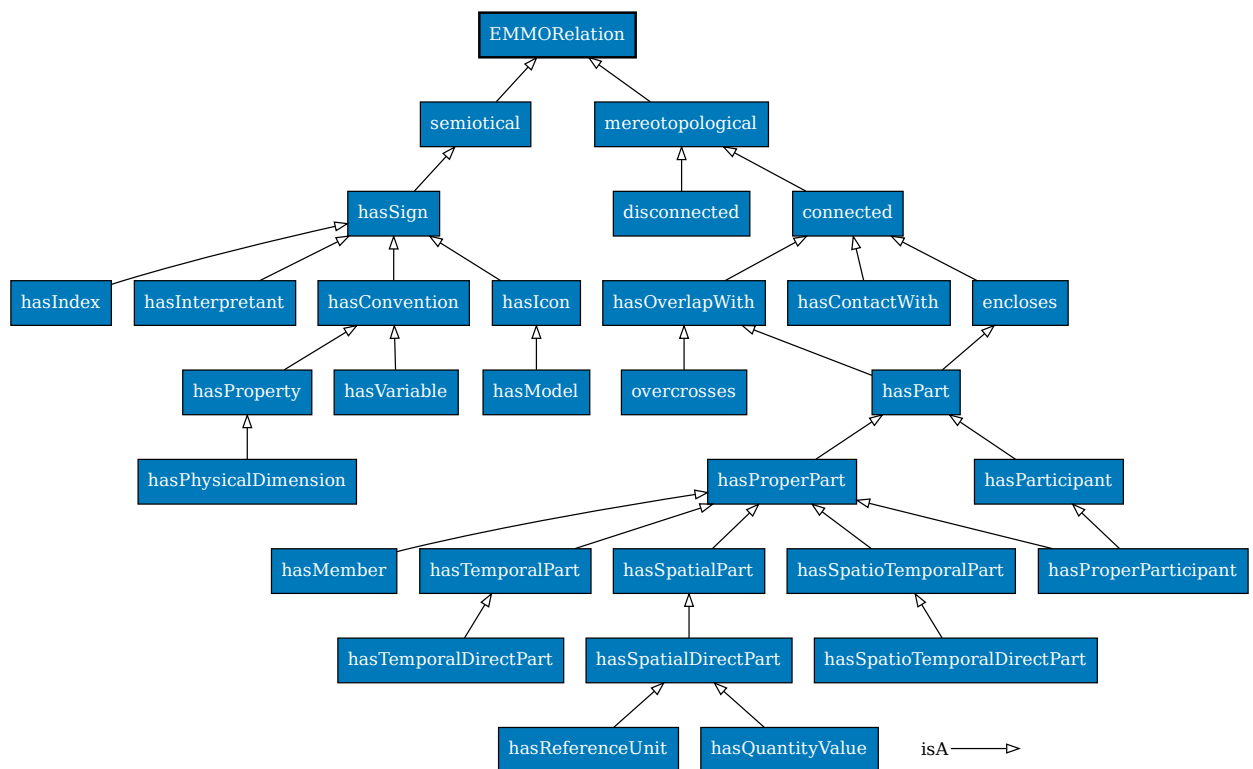 EMMORelation
semiotical
mereotopological
hasSign
disconnected
connected
hasIndex
hasInterpretant
hasConvention
hasIcon
hasOverlapWith
hasContactWith
encloses
hasProperty
hasVariable
hasModel
overcrosses
hasPart
hasPhysicalDimension
hasProperPart
hasParticipant
hasMember
hasTemporalPart
hasSpatialPart
hasSpatioTemporalPart
hasProperParticipant
hasTemporalDirectPart
hasSpatialDirectPart
hasSpatioTemporalDirectPart
hasReferenceUnit
hasQuantityValue
isA